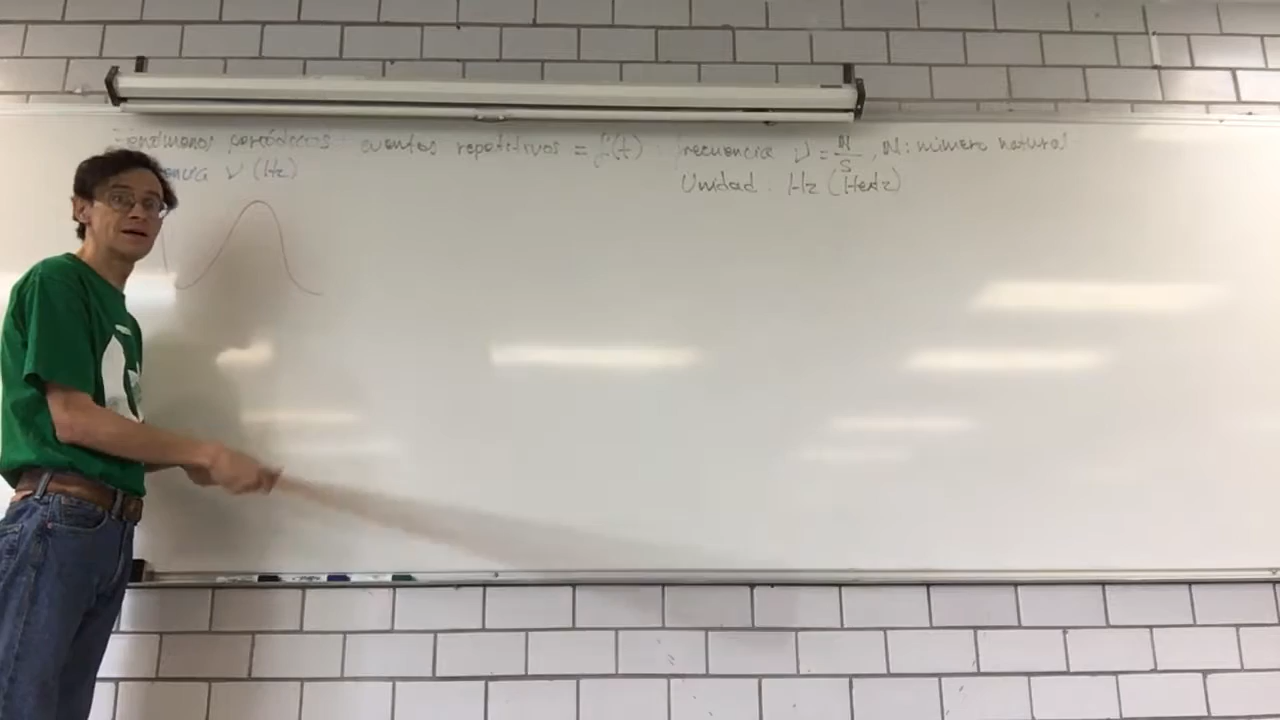 Fenómenos periódicos: eventos repetitivos = f(t) : frecuencia ν = N/S , N: número natural
ν (Hz)
Unidad : Hz (Hertz)